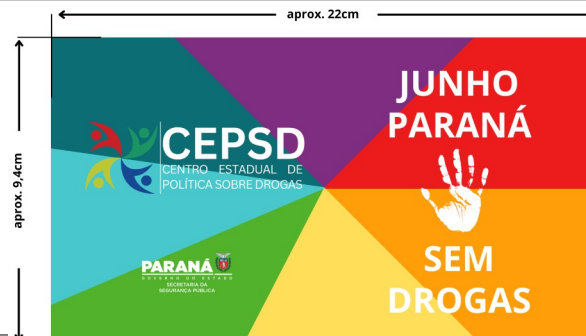 aprox. 22cm
aprox. 9,4cm
CEPSD
CENTRO ESTADUAL DE
POLÍTICA SOBRE DROGAS
PARANÁ
GOVERNO DO ESTADO
SECRETARIA DA
SEGURANÇA PÚBLICA
JUNHO
PARANÁ
SEM
DROGAS